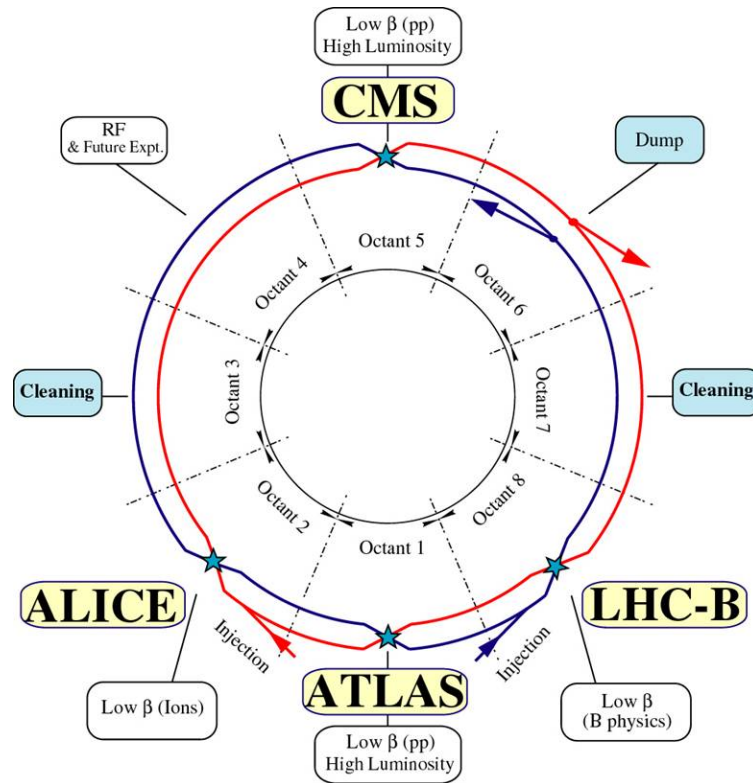 Low β (pp)
High Luminosity
CMS
RF
& Future Expt.
Dump
Octant 5
Octant 4
Octant 6
Cleaning
Octant 3
Octant 7
Cleaning
Octant 2
Octant 8
Octant 1
ALICE
LHC-B
Injection
Injection
ATLAS
Low β (Ions)
Low β
(B physics)
Low β (pp)
High Luminosity